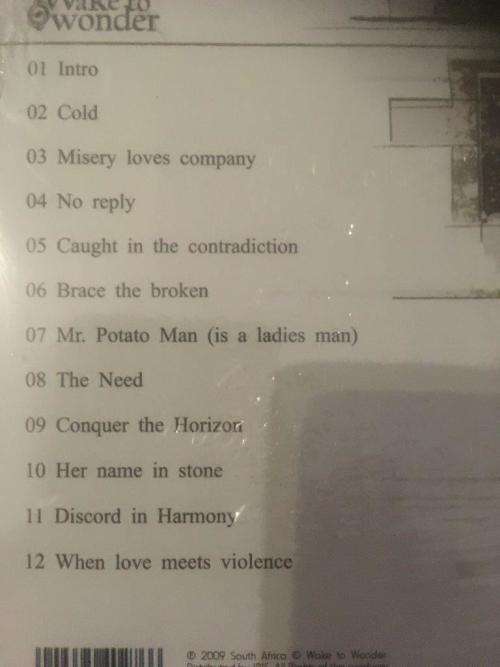 Wake to
wonder
01 Intro
02 Cold
03 Misery loves company
04 No reply
05 Caught in the contradiction
06 Brace the broken
07 Mr. Potato Man (is a ladies man)
08 The Need
09 Conquer the Horizon
10 Her name in stone
11 Discord in Harmony
12 When love meets violence
℗ 2009 South Africa © Wake to Wonder